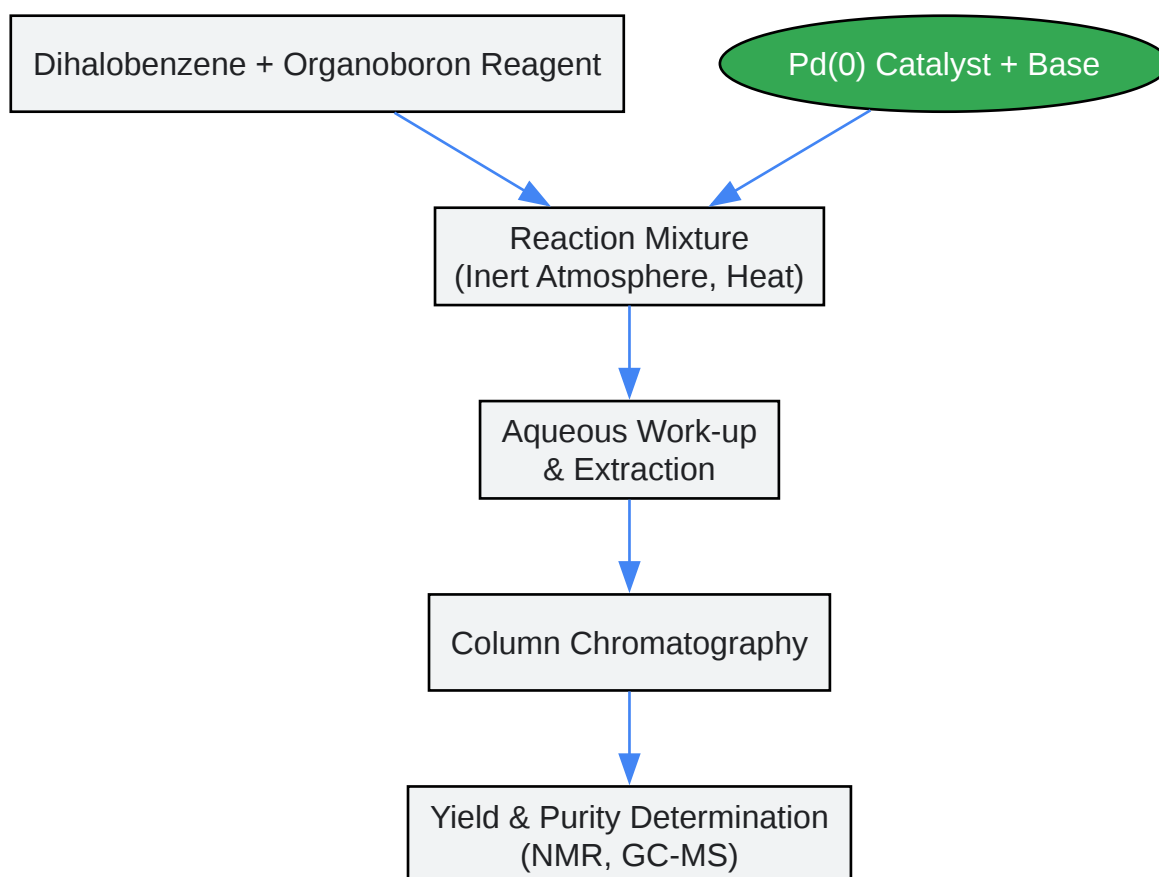 Dihalobenzene + Organoboron Reagent
Pd(0) Catalyst + Base
Reaction Mixture
(Inert Atmosphere, Heat)
Aqueous Work-up
& Extraction
Column Chromatography
Yield & Purity Determination
(NMR, GC-MS)